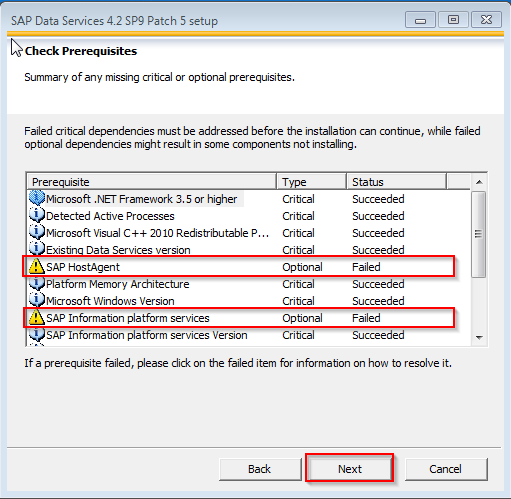 SAP Data Services 4.2 SP9 Patch 5 setup
Check Prerequisites
Summary of any missing critical or optional prerequisites.
Failed critical dependencies must be addressed before the installation can continue, while failed
optional dependencies might result in some components not installing.
Prerequisite Type Status
Microsoft .NET Framework 3.5 or higher Critical Succeeded
Detected Active Processes Critical Succeeded
Microsoft Visual C++ 2010 Redistributable P... Critical Succeeded
Existing Data Services version Critical Succeeded
SAP HostAgent Optional Failed
Platform Memory Architecture Critical Succeeded
Microsoft Windows Version Critical Succeeded
SAP Information platform services Optional Failed
SAP Information platform services Version Critical Succeeded
If a prerequisite failed, please click on the failed item for information on how to resolve it.
Back Next Cancel